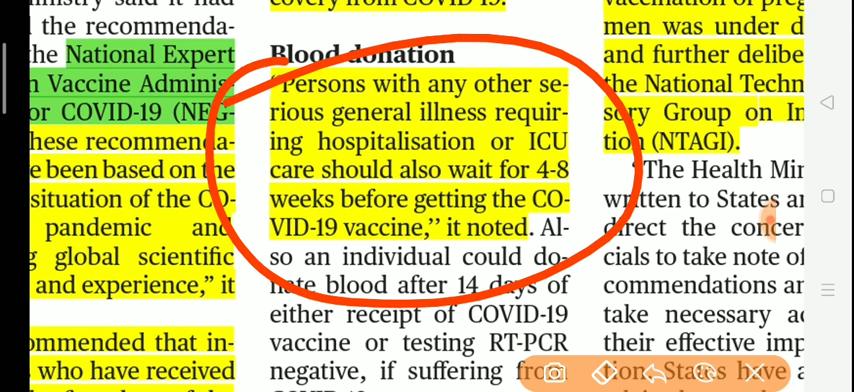 ministry said it had
the recommenda-
the National Expert
n Vaccine Adminis-
or COVID-19 (NEG-
hese recommenda-
e been based on the
situation of the CO-
pandemic and
global scientific
and experience,” it
ommended that in-
who have received
covery from COVID-19.
Blood donation
“Persons with any other se-
rious general illness requir-
ing hospitalisation or ICU
care should also wait for 4-8
weeks before getting the CO-
VID-19 vaccine,’’ it noted. Al-
so an individual could do-
nate blood after 14 days of
either receipt of COVID-19
vaccine or testing RT-PCR
negative, if suffering from
COVID-19
vaccination of preg
men was under d
and further delibe
the National Techn
sory Group on In
tion (NTAGI).
“The Health Min
written to States an
direct the concer
cials to take note of
commendations an
take necessary ac
their effective imp
tion. States have a